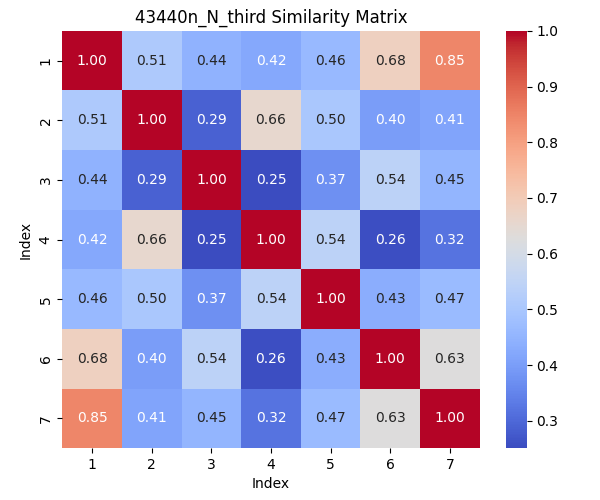 43440n_N_third Similarity Matrix
1 1.00 0.51 0.44 0.42 0.46 0.68 0.85
2 0.51 1.00 0.29 0.66 0.50 0.40 0.41
3 0.44 0.29 1.00 0.25 0.37 0.54 0.45
4 0.42 0.66 0.25 1.00 0.54 0.26 0.32
5 0.46 0.50 0.37 0.54 1.00 0.43 0.47
6 0.68 0.40 0.54 0.26 0.43 1.00 0.63
7 0.85 0.41 0.45 0.32 0.47 0.63 1.00
1 2 3 4 5 6 7
Index
Index
1.0
0.9
0.8
0.7
0.6
0.5
0.4
0.3